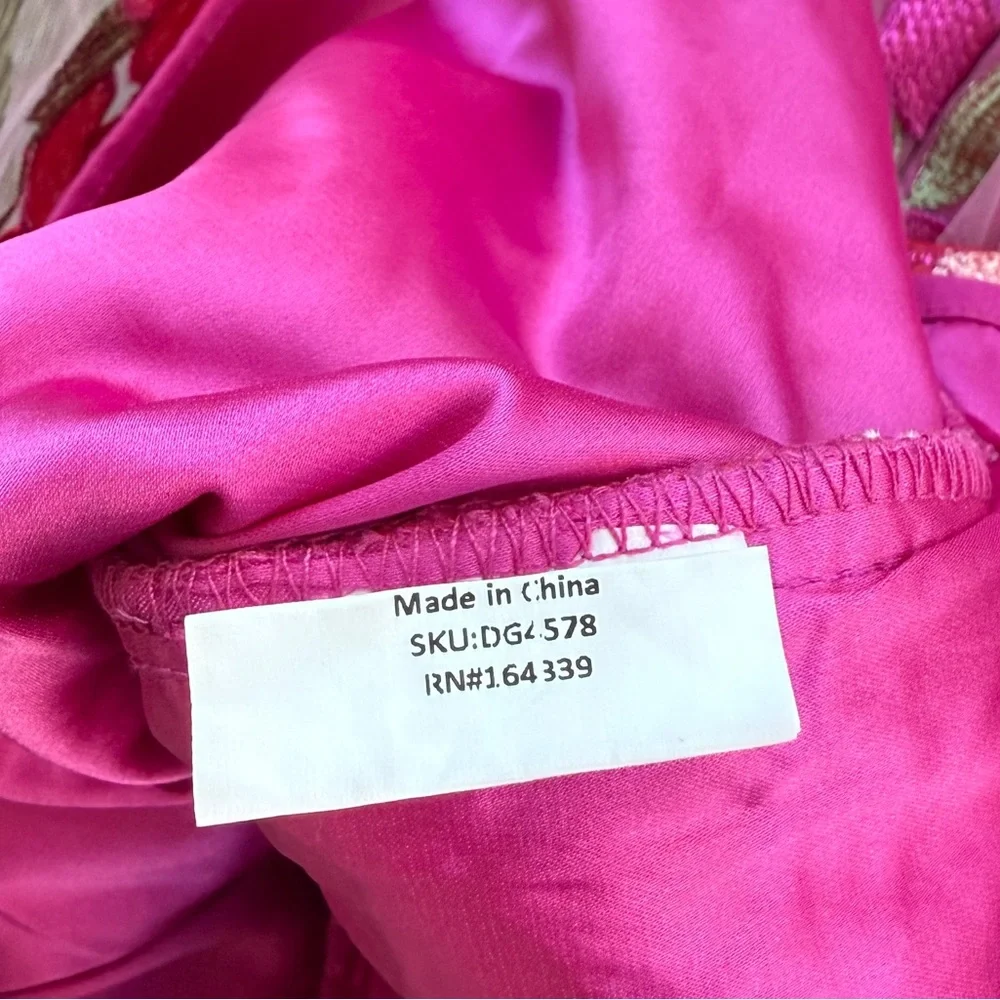 Made in China
SKU:DG4578
RN#164339